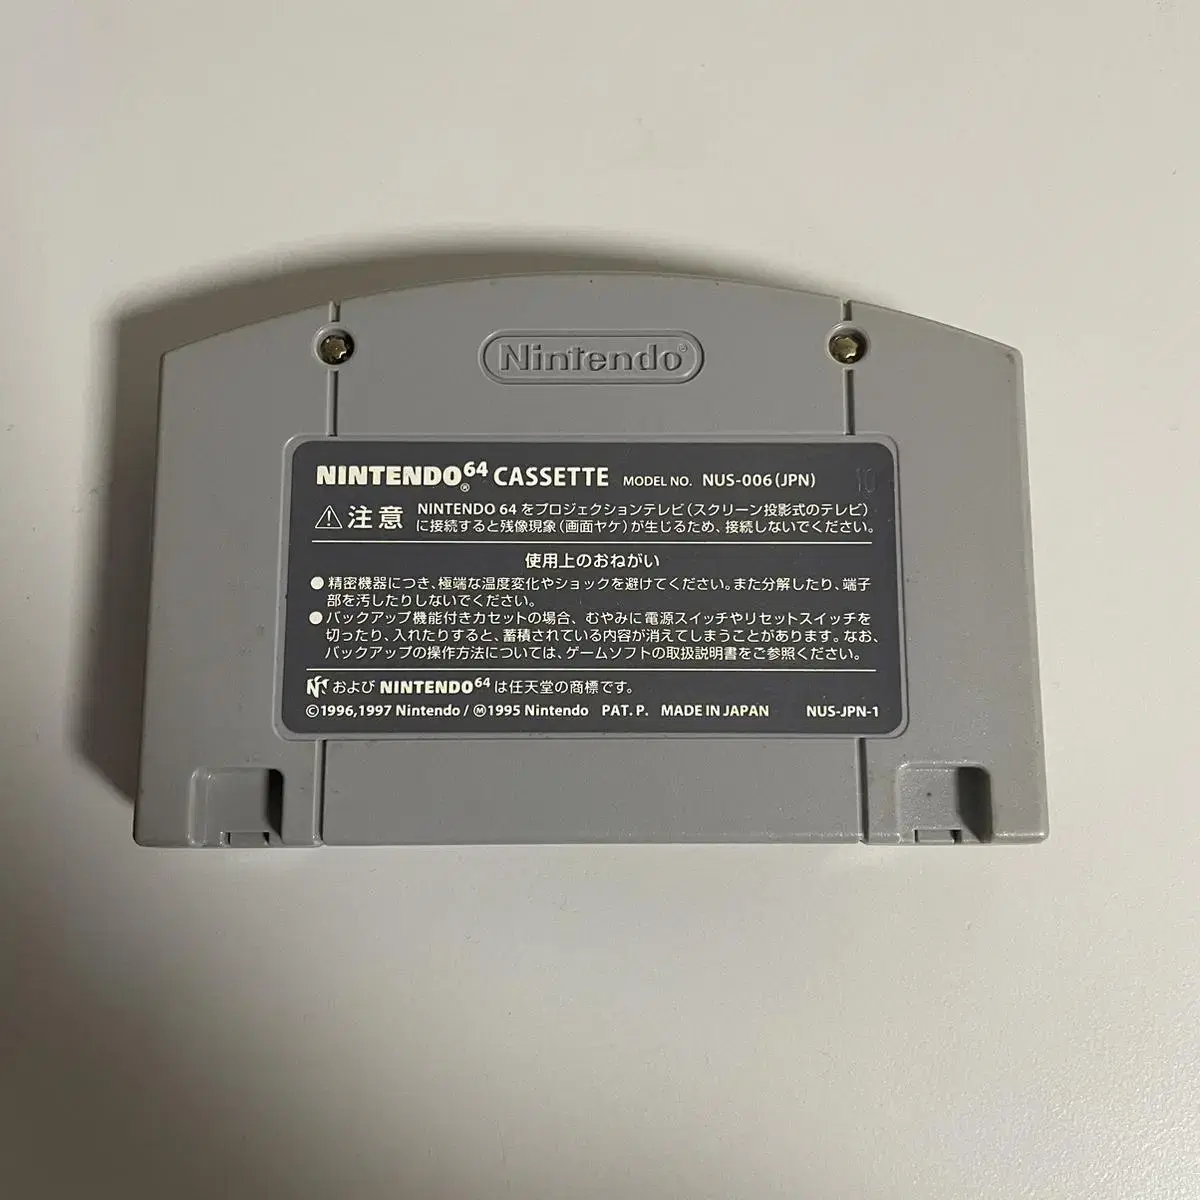 Nintendo®
NINTENDO64® CASSETTE MODEL NO. NUS-006(JPN) 10
⚠注意 NINTENDO 64 をプロジェクションテレビ(スクリーン投影式のテレビ)
に接続すると残像現象(画面ヤケ)が生じるため、接続しないでください。
使用上のおねがい
●精密機器につき、極端な温度変化やショックを避けてください。また分解したり、端子
部を汚したりしないでください。
●バックアップ機能付きカセットの場合、むやみに電源スイッチやリセットスイッチを
切ったり、入れたりすると、蓄積されている内容が消えてしまうことがあります。なお、
バックアップの操作方法については、ゲームソフトの取扱説明書をご参照ください。
および NINTENDO64 は任天堂の商標です。
©1996,1997 Nintendo / Ⓜ1995 Nintendo PAT. P. MADE IN JAPAN NUS-JPN-1